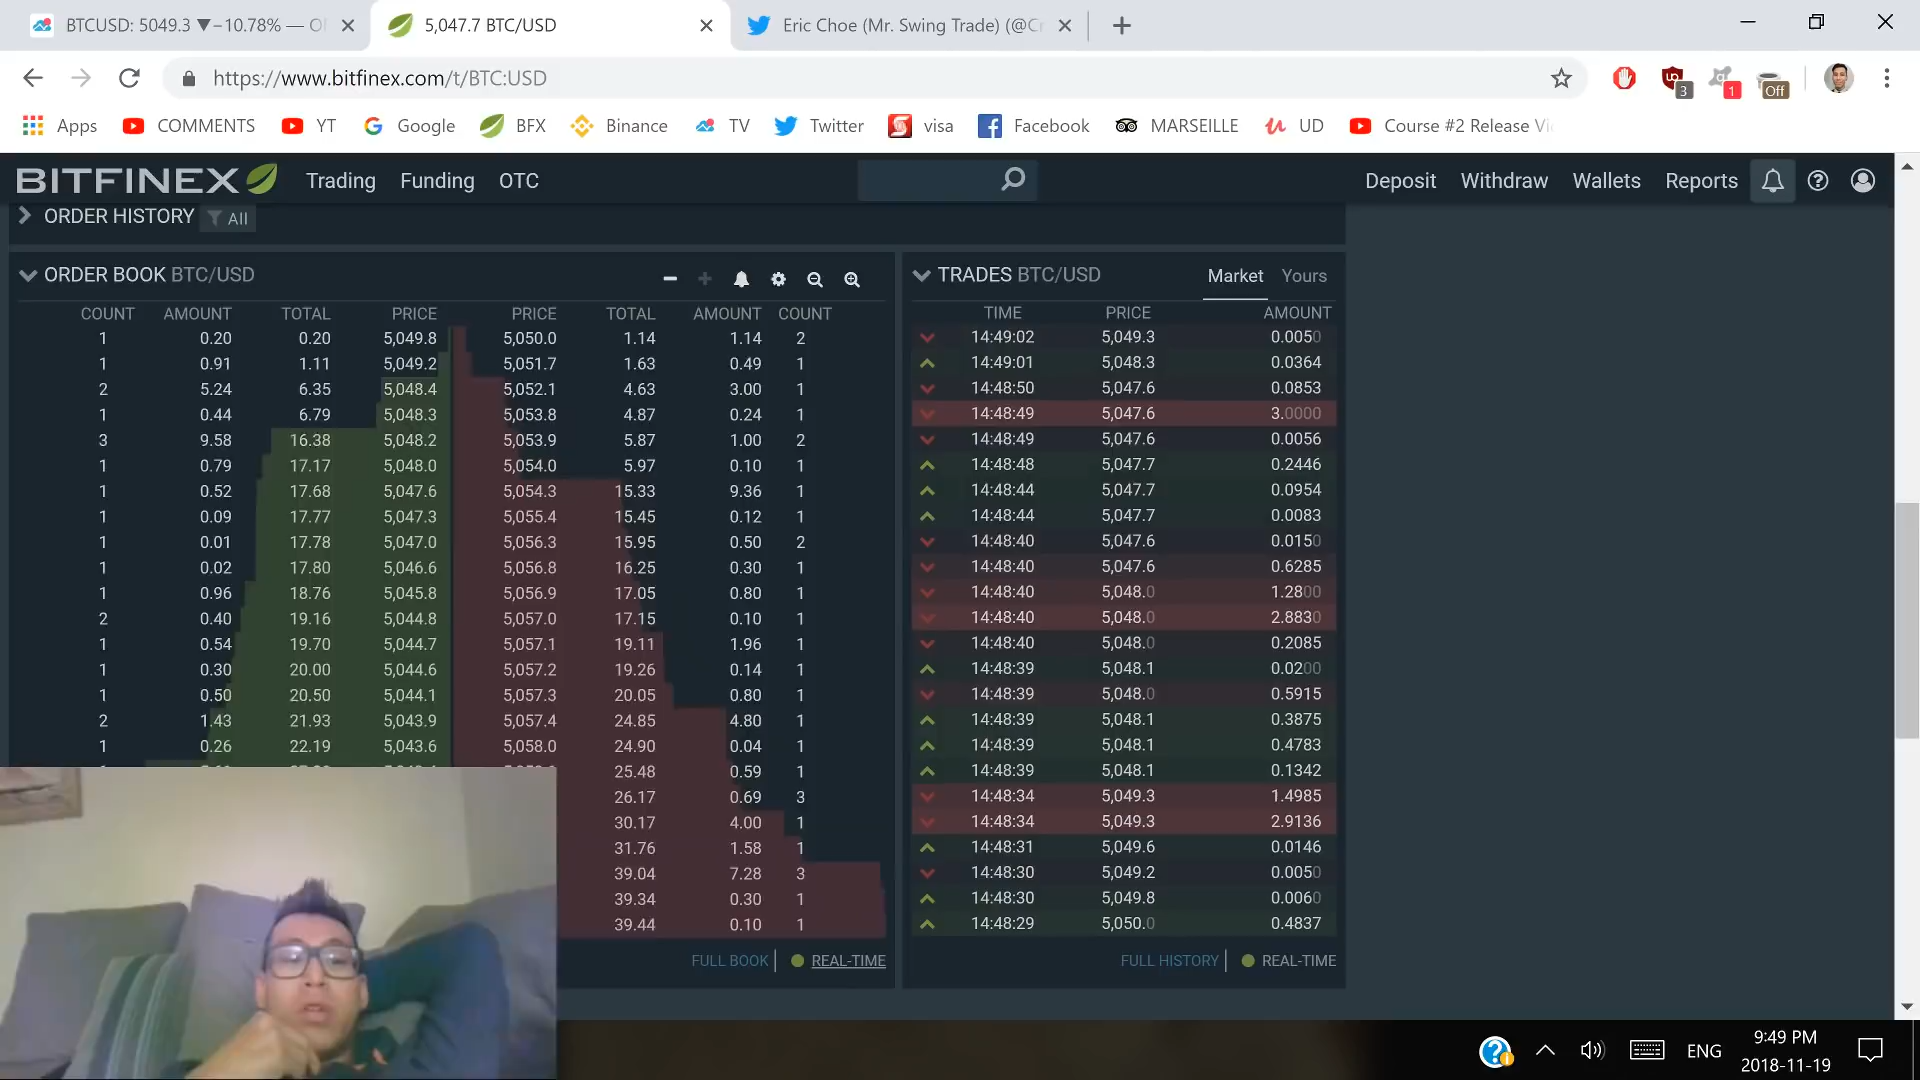 BTCUSD: 5049.3 ▼−10.78% — O
5,047.7 BTC/USD
Eric Choe (Mr. Swing Trade) (@C
https://www.bitfinex.com/t/BTC:USD
3
1
Off
Apps COMMENTS YT Google BFX Binance TV Twitter visa Facebook MARSEILLE UD Course #2 Release Vi
BITFINEX Trading Funding OTC Deposit Withdraw Wallets Reports
ORDER HISTORY All
ORDER BOOK BTC/USD
COUNT AMOUNT TOTAL PRICE PRICE TOTAL AMOUNT COUNT
1 0.20 0.20 5,049.8 5,050.0 1.14 1.14 2
1 0.91 1.11 5,049.2 5,051.7 1.63 0.49 1
2 5.24 6.35 5,048.4 5,052.1 4.63 3.00 1
1 0.44 6.79 5,048.3 5,053.8 4.87 0.24 1
3 9.58 16.38 5,048.2 5,053.9 5.87 1.00 2
1 0.79 17.17 5,048.0 5,054.0 5.97 0.10 1
1 0.52 17.68 5,047.6 5,054.3 15.33 9.36 1
1 0.09 17.77 5,047.3 5,055.4 15.45 0.12 1
1 0.01 17.78 5,047.0 5,056.3 15.95 0.50 2
1 0.02 17.80 5,046.6 5,056.8 16.25 0.30 1
1 0.96 18.76 5,045.8 5,056.9 17.05 0.80 1
2 0.40 19.16 5,044.8 5,057.0 17.15 0.10 1
1 0.54 19.70 5,044.7 5,057.1 19.11 1.96 1
1 0.30 20.00 5,044.6 5,057.2 19.26 0.14 1
1 0.50 20.50 5,044.1 5,057.3 20.05 0.80 1
2 1.43 21.93 5,043.9 5,057.4 24.85 4.80 1
1 0.26 22.19 5,043.6 5,058.0 24.90 0.04 1
25.48 0.59 1
26.17 0.69 3
30.17 4.00 1
31.76 1.58 1
39.04 7.28 3
39.34 0.30 1
39.44 0.10 1
FULL BOOK REAL-TIME
TRADES BTC/USD Market Yours
TIME PRICE AMOUNT
14:49:02 5,049.3 0.0050
14:49:01 5,048.3 0.0364
14:48:50 5,047.6 0.0853
14:48:49 5,047.6 3.0000
14:48:49 5,047.6 0.0056
14:48:48 5,047.7 0.2446
14:48:44 5,047.7 0.0954
14:48:44 5,047.7 0.0083
14:48:40 5,047.6 0.0150
14:48:40 5,047.6 0.6285
14:48:40 5,048.0 1.2800
14:48:40 5,048.0 2.8830
14:48:40 5,048.0 0.2085
14:48:39 5,048.1 0.0200
14:48:39 5,048.0 0.5915
14:48:39 5,048.1 0.3875
14:48:39 5,048.1 0.4783
14:48:39 5,048.1 0.1342
14:48:34 5,049.3 1.4985
14:48:34 5,049.3 2.9136
14:48:31 5,049.6 0.0146
14:48:30 5,049.2 0.0050
14:48:30 5,049.8 0.0060
14:48:29 5,050.0 0.4837
FULL HISTORY REAL-TIME
ENG
9:49 PM
2018-11-19